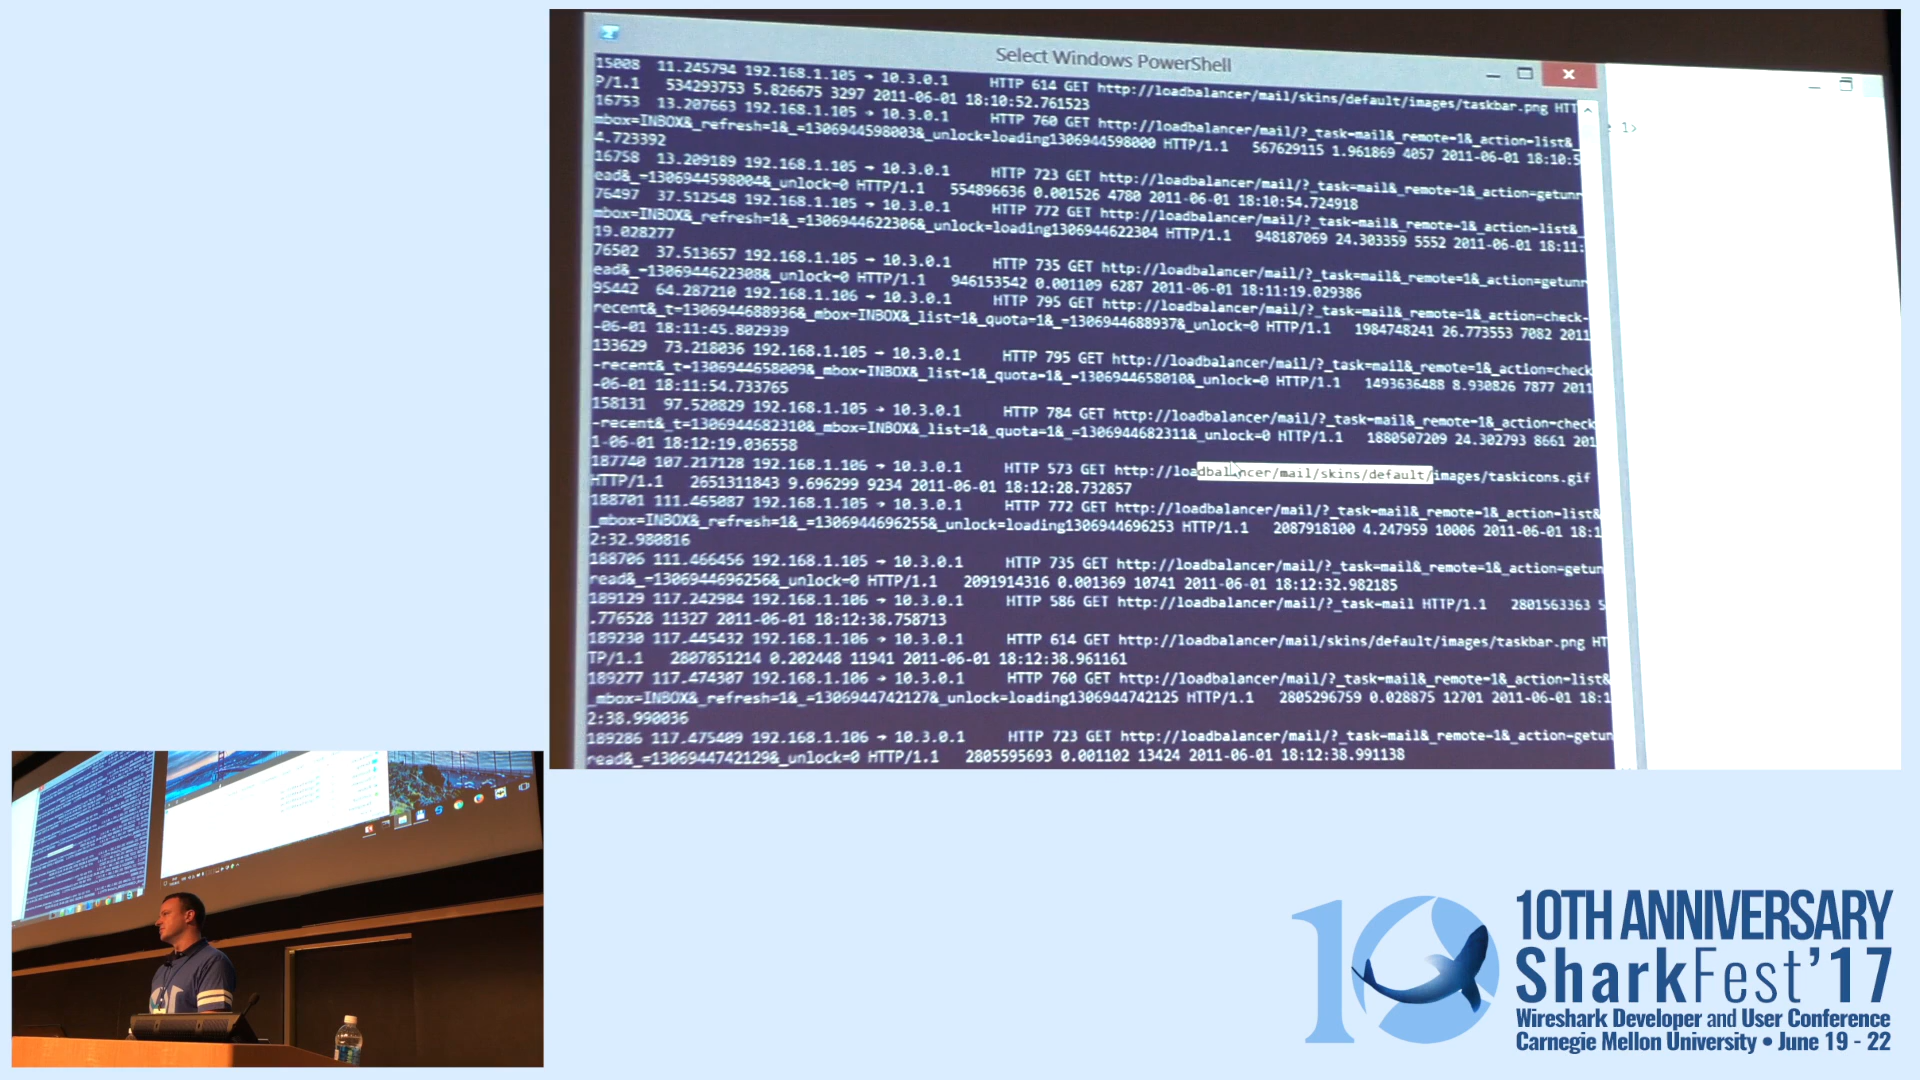 Select Windows PowerShell
15008 11.245794 192.168.1.105 → 10.3.0.1 HTTP 614 GET http://loadbalancer/mail/skins/default/images/taskbar.png HTT
P/1.1 534293753 5.826675 3297 2011-06-01 18:10:52.761523
16753 13.207663 192.168.1.105 → 10.3.0.1 HTTP 760 GET http://loadbalancer/mail/?_task=mail&_remote=1&_action=list&_
mbox=INBOX&_refresh=1&_=1306944598003&_unlock=loading1306944598000 HTTP/1.1 567629115 1.961869 4057 2011-06-01 18:10:5
4.723392
16758 13.209189 192.168.1.105 → 10.3.0.1 HTTP 723 GET http://loadbalancer/mail/?_task=mail&_remote=1&_action=getunr
ead&_=1306944598004&_unlock=0 HTTP/1.1 554896636 0.001526 4780 2011-06-01 18:10:54.724918
76497 37.512548 192.168.1.105 → 10.3.0.1 HTTP 772 GET http://loadbalancer/mail/?_task=mail&_remote=1&_action=list&_
mbox=INBOX&_refresh=1&_=1306944622306&_unlock=loading1306944622304 HTTP/1.1 948187069 24.303359 5552 2011-06-01 18:11:
19.028277
76502 37.513657 192.168.1.105 → 10.3.0.1 HTTP 735 GET http://loadbalancer/mail/?_task=mail&_remote=1&_action=getunr
ead&_=1306944622308&_unlock=0 HTTP/1.1 946153542 0.001109 6287 2011-06-01 18:11:19.029386
95442 64.287210 192.168.1.106 → 10.3.0.1 HTTP 795 GET http://loadbalancer/mail/?_task=mail&_remote=1&_action=check-
recent&_t=1306944688936&_mbox=INBOX&_list=1&_quota=1&_=1306944688937&_unlock=0 HTTP/1.1 1984748241 26.773553 7082 2011
-06-01 18:11:45.802939
133629 73.218036 192.168.1.105 → 10.3.0.1 HTTP 795 GET http://loadbalancer/mail/?_task=mail&_remote=1&_action=check
-recent&_t=1306944658009&_mbox=INBOX&_list=1&_quota=1&_=1306944658010&_unlock=0 HTTP/1.1 1493636488 8.930826 7877 2011
-06-01 18:11:54.733765
158131 97.520829 192.168.1.105 → 10.3.0.1 HTTP 784 GET http://loadbalancer/mail/?_task=mail&_remote=1&_action=check
-recent&_t=1306944682310&_mbox=INBOX&_list=1&_quota=1&_=1306944682311&_unlock=0 HTTP/1.1 1880507209 24.302793 8661 201
1-06-01 18:12:19.036558
187740 107.217128 192.168.1.106 → 10.3.0.1 HTTP 573 GET http://loadbalancer/mail/skins/default/images/taskicons.gif
HTTP/1.1 2651311843 9.696299 9234 2011-06-01 18:12:28.732857
188701 111.465087 192.168.1.105 → 10.3.0.1 HTTP 772 GET http://loadbalancer/mail/?_task=mail&_remote=1&_action=list&
_mbox=INBOX&_refresh=1&_=1306944696255&_unlock=loading1306944696253 HTTP/1.1 2087918100 4.247959 10006 2011-06-01 18:1
2:32.980816
188706 111.466456 192.168.1.105 → 10.3.0.1 HTTP 735 GET http://loadbalancer/mail/?_task=mail&_remote=1&_action=getun
read&_=1306944696256&_unlock=0 HTTP/1.1 2091914316 0.001369 10741 2011-06-01 18:12:32.982185
189129 117.242984 192.168.1.106 → 10.3.0.1 HTTP 586 GET http://loadbalancer/mail/?_task=mail HTTP/1.1 2801563363 5
.776528 11327 2011-06-01 18:12:38.758713
189230 117.445432 192.168.1.106 → 10.3.0.1 HTTP 614 GET http://loadbalancer/mail/skins/default/images/taskbar.png HT
TP/1.1 2807851214 0.202448 11941 2011-06-01 18:12:38.961161
189277 117.474307 192.168.1.106 → 10.3.0.1 HTTP 760 GET http://loadbalancer/mail/?_task=mail&_remote=1&_action=list&
_mbox=INBOX&_refresh=1&_=1306944742127&_unlock=loading1306944742125 HTTP/1.1 2805296759 0.028875 12701 2011-06-01 18:1
2:38.990036
189286 117.475409 192.168.1.106 → 10.3.0.1 HTTP 723 GET http://loadbalancer/mail/?_task=mail&_remote=1&_action=getun
read&_=1306944742129&_unlock=0 HTTP/1.1 2805595693 0.001102 13424 2011-06-01 18:12:38.991138
1>
10
10TH ANNIVERSARY
SharkFest'17
Wireshark Developer and User Conference
Carnegie Mellon University • June 19 - 22